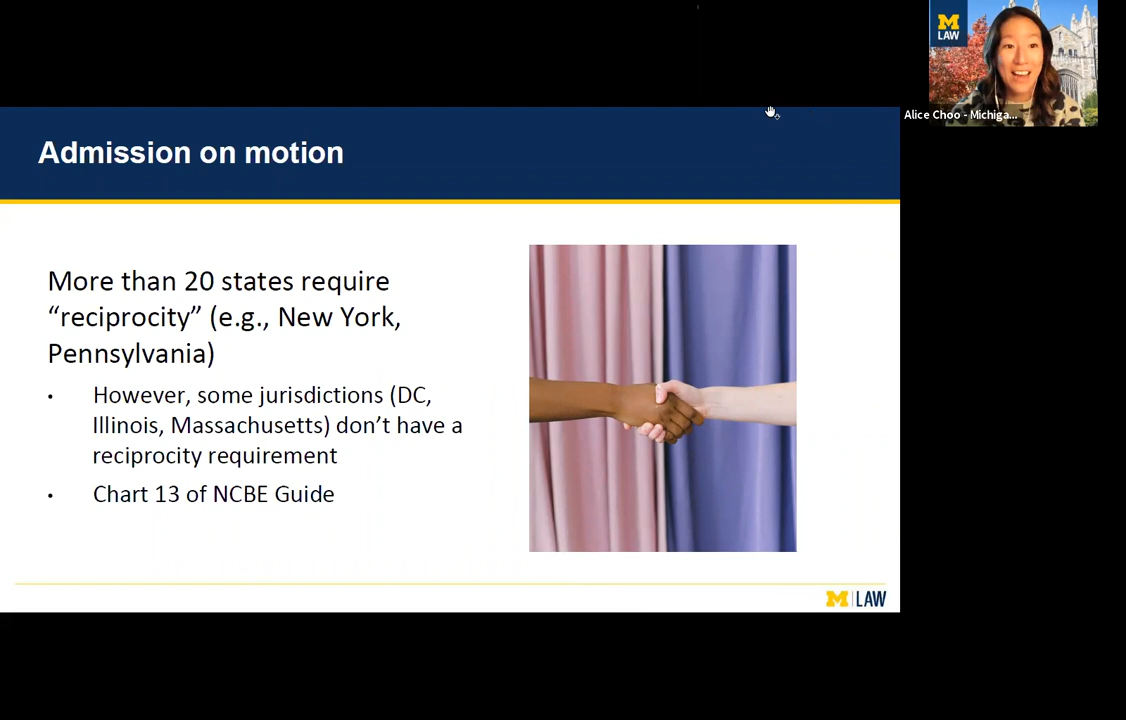 M
LAW
Alice Choo - Michiga...
Admission on motion
More than 20 states require
“reciprocity” (e.g., New York,
Pennsylvania)
• However, some jurisdictions (DC,
Illinois, Massachusetts) don’t have a
reciprocity requirement
• Chart 13 of NCBE Guide
M LAW